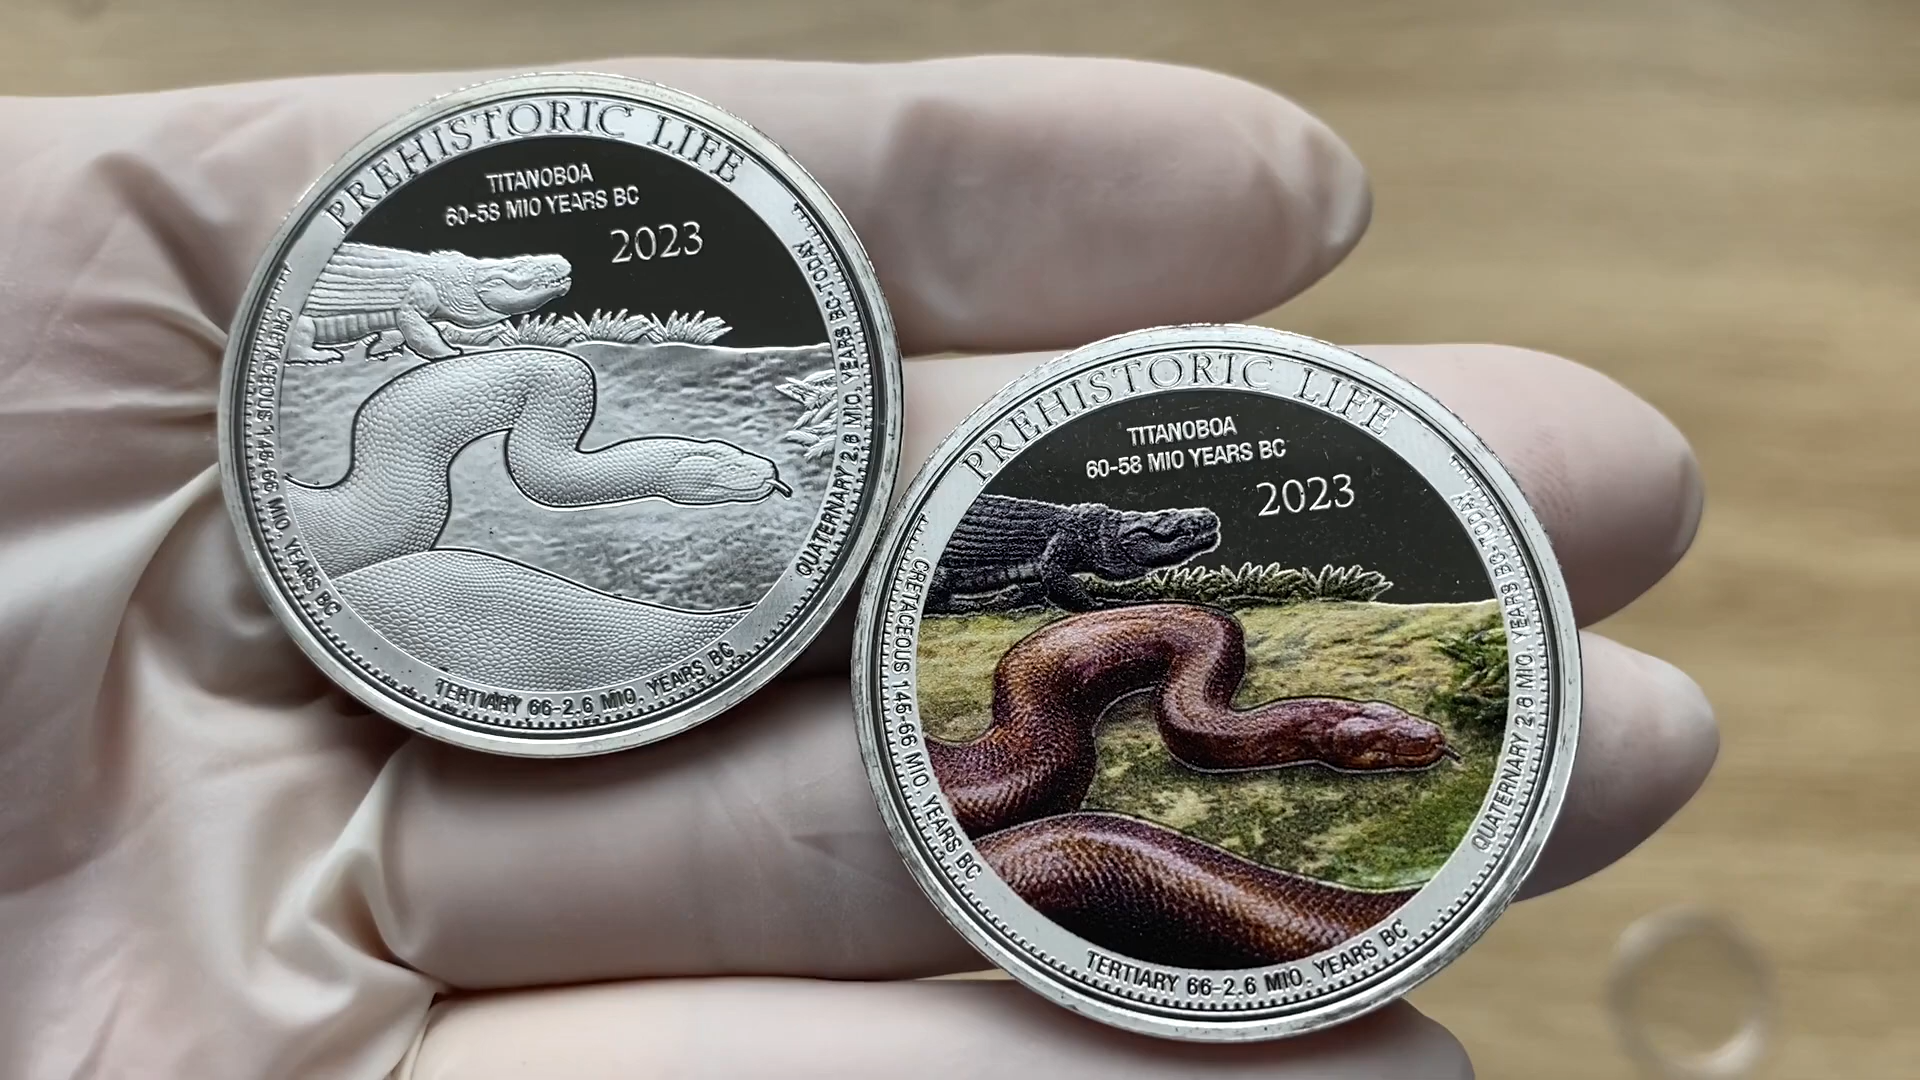 PREHISTORIC LIFE
TITANOBOA
60-58 MIO YEARS BC
2023
CRETACEOUS 145-66 MIO. YEARS BC
TERTIARY 66-2.6 MIO. YEARS BC
QUATERNARY 2.6 MIO. YEARS BC-TODAY
PREHISTORIC LIFE
TITANOBOA
60-58 MIO YEARS BC
2023
CRETACEOUS 145-66 MIO. YEARS BC
TERTIARY 66-2.6 MIO. YEARS BC
QUATERNARY 2.6 MIO. YEARS BC-TODAY